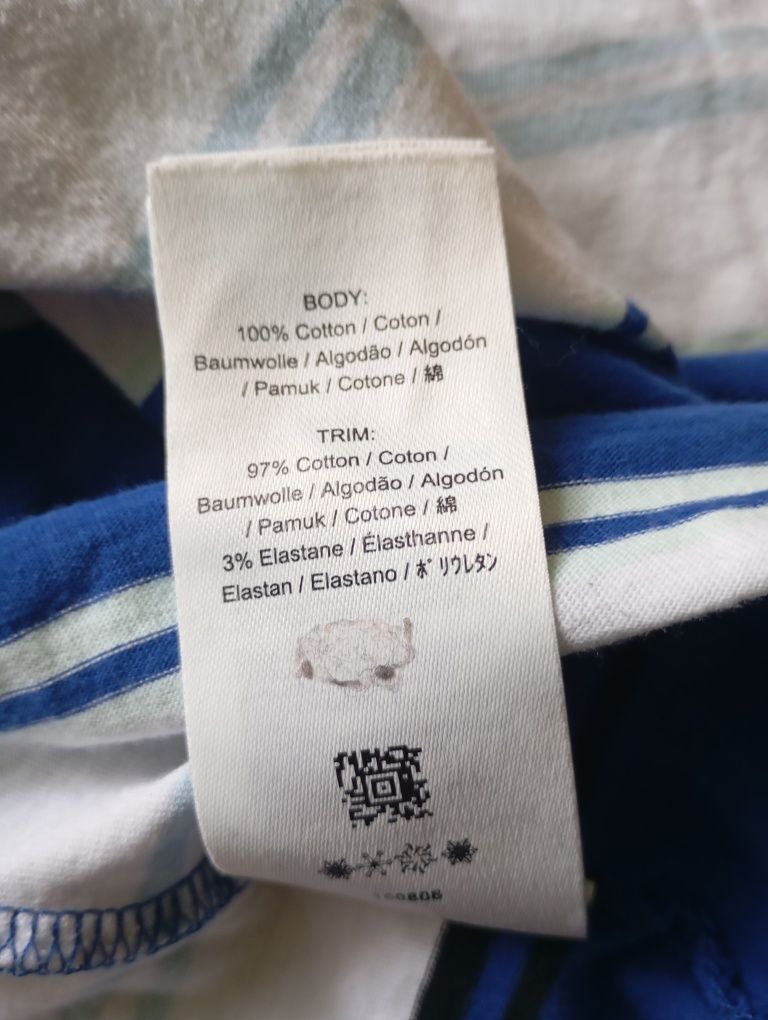 BODY:
100% Cotton / Coton /
Baumwolle / Algodão / Algodón
/ Pamuk / Cotone / 綿
TRIM:
97% Cotton / Coton /
Baumwolle / Algodão / Algodón
/ Pamuk / Cotone / 綿
3% Elastane / Élasthanne /
Elastan / Elastano / ポリウレタン